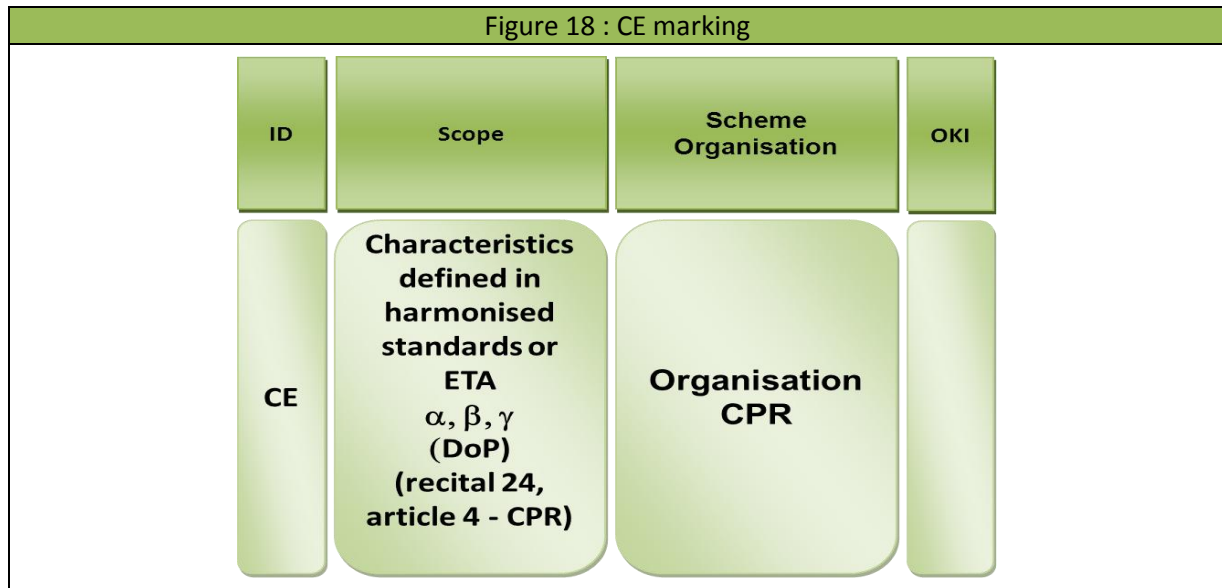 Figure 18 : CE marking
ID
Scope
Scheme
Organisation
OKI
CE
Characteristics
defined in
harmonised
standards or
ETA
α, β, γ
(DoP)
(recital 24,
article 4 - CPR)
Organisation
CPR